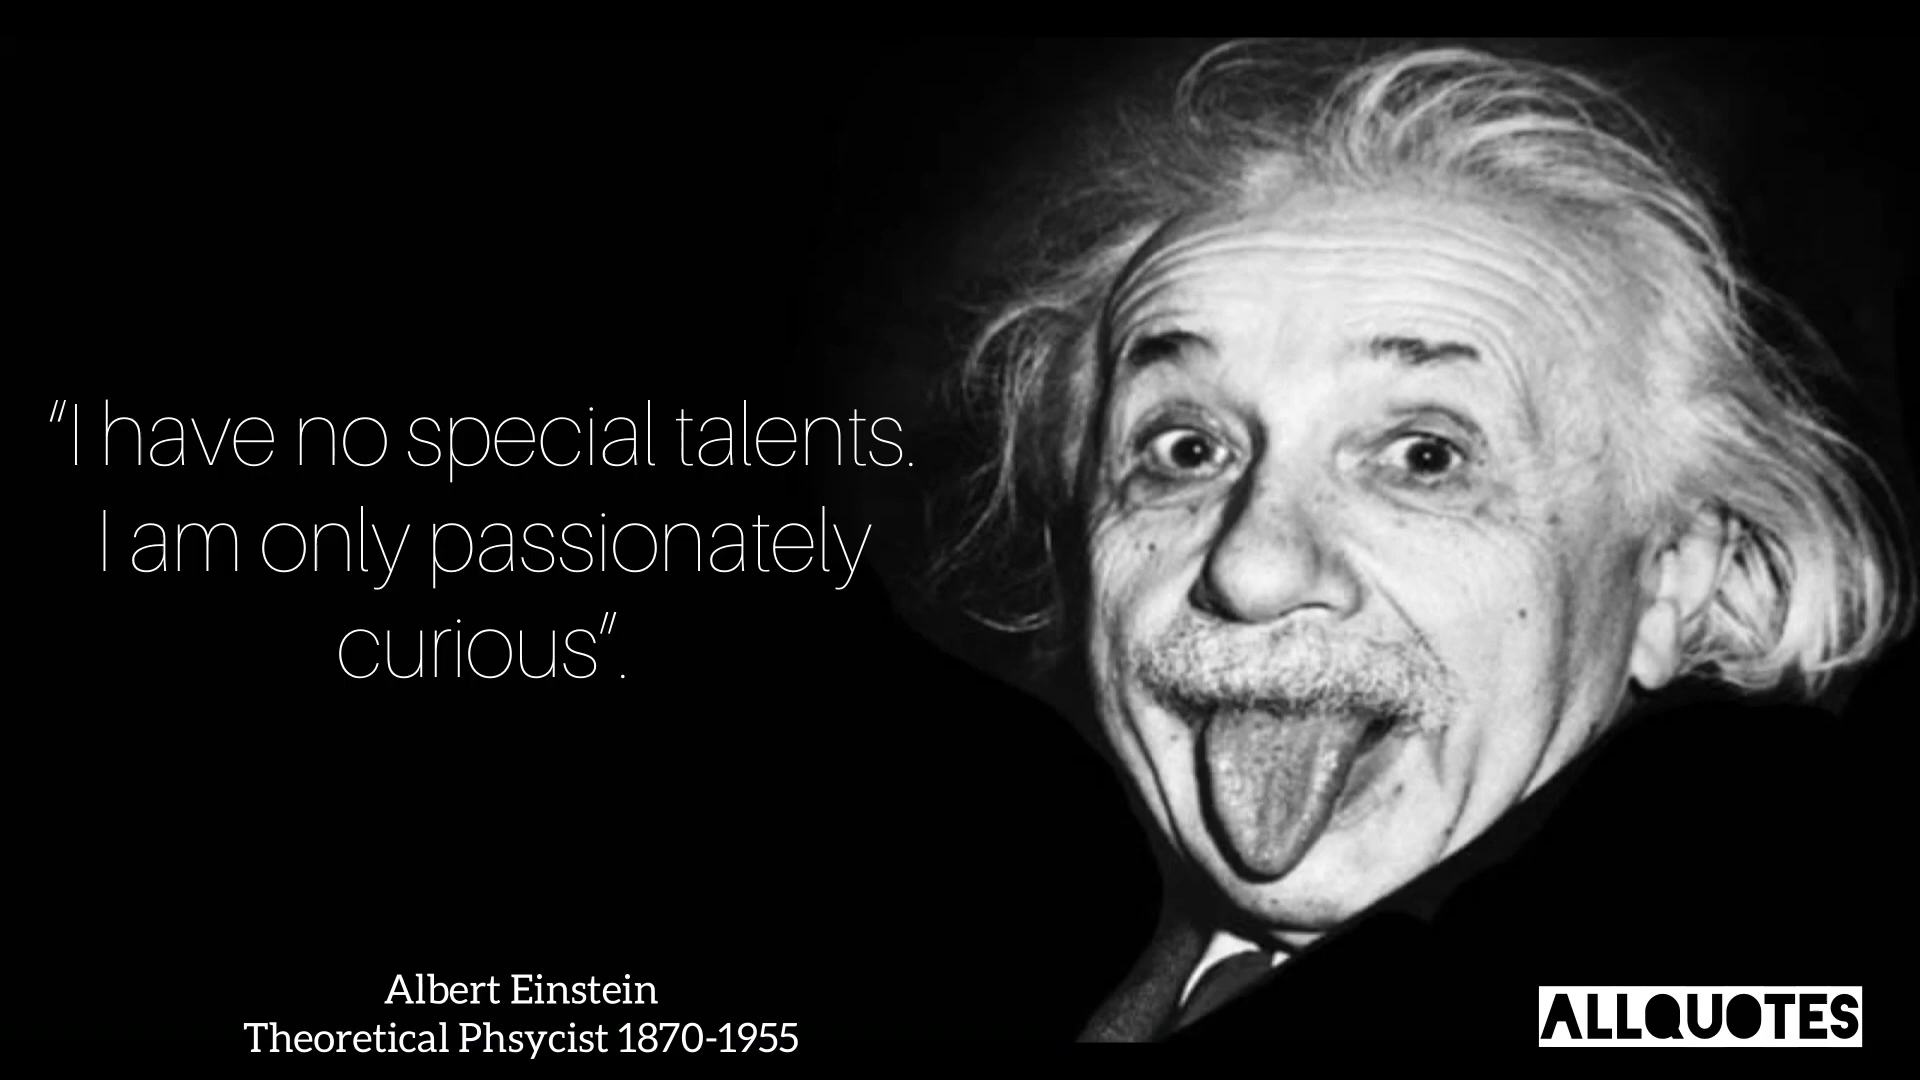 “I have no special talents.
I am only passionately
curious”.
Albert Einstein
Theoretical Phsycist 1870-1955
ALLQUOTES